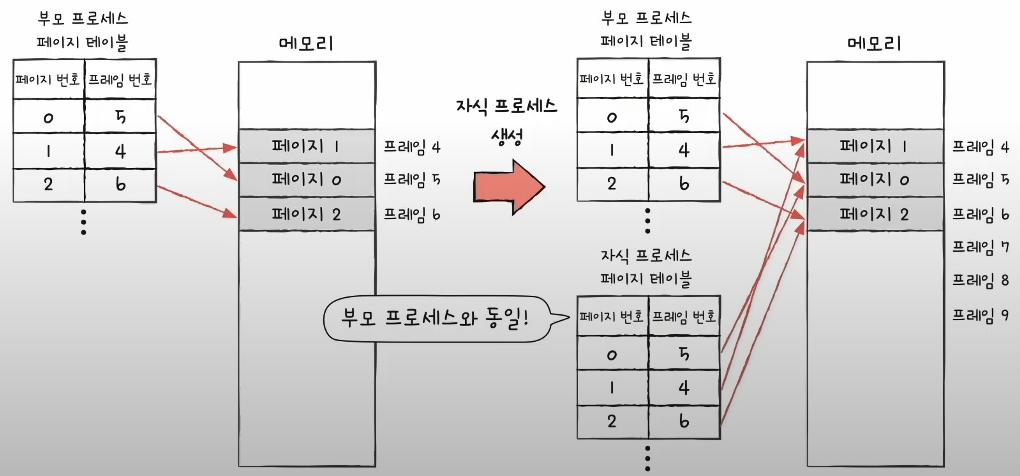 부모 프로세스
페이지 테이블
페이지 번호 프레임 번호
0 5
1 4
2 6
메모리
페이지 1 프레임 4
페이지 0 프레임 5
페이지 2 프레임 6
자식 프로세스
생성
부모 프로세스
페이지 테이블
페이지 번호 프레임 번호
0 5
1 4
2 6
메모리
페이지 1 프레임 4
페이지 0 프레임 5
페이지 2 프레임 6
프레임 7
프레임 8
프레임 9
자식 프로세스
페이지 테이블
부모 프로세스와 동일!
페이지 번호 프레임 번호
0 5
1 4
2 6